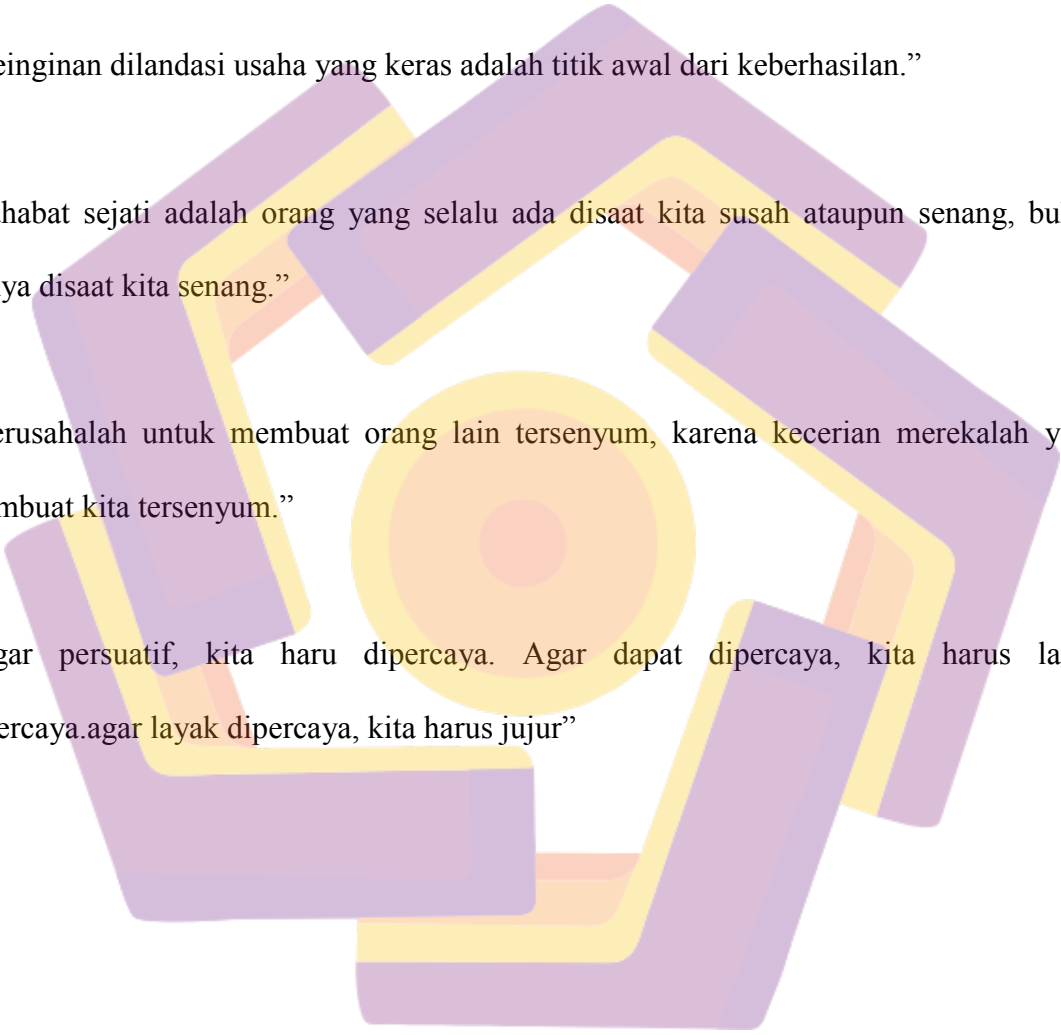 einginan dilandasi usaha yang keras adalah titik awal dari keberhasilan.”
habat sejati adalah orang yang selalu ada disaat kita susah ataupun senang, bu
ya disaat kita senang.”
erusahalah untuk membuat orang lain tersenyum, karena kecerian merekalah y
mbuat kita tersenyum.”
gar persuatif, kita haru dipercaya. Agar dapat dipercaya, kita harus la
ercaya.agar layak dipercaya, kita harus jujur”